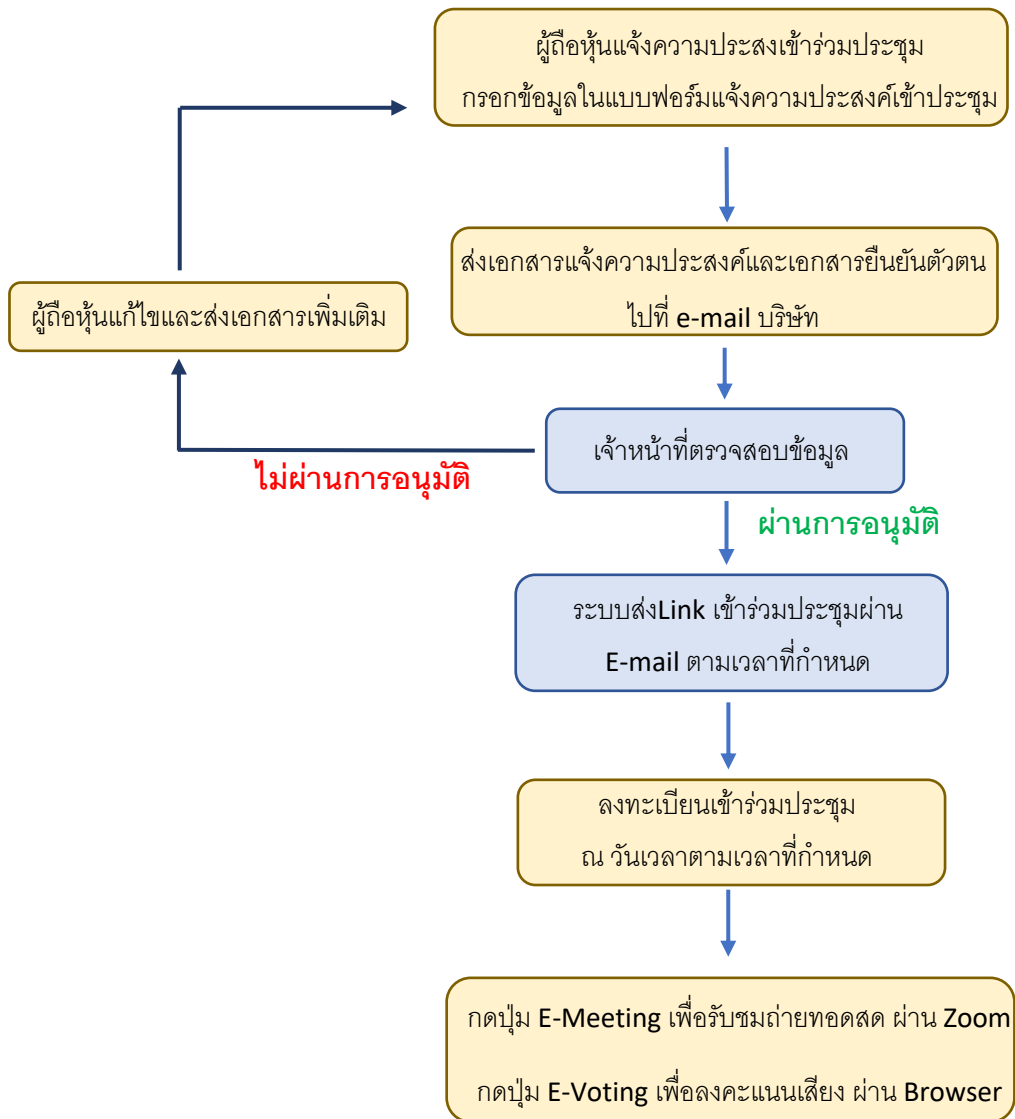 ผู้ถือหุ้นแจ้งความประสงเข้าร่วมประชุม
กรอกข้อมูลในแบบฟอร์มแจ้งความประสงค์เข้าประชุม
ส่งเอกสารแจ้งความประสงค์และเอกสารยืนยันตัวตน
ไปที่ e-mail บริษัท
ผู้ถือหุ้นแก้ไขและส่งเอกสารเพิ่มเติม
เจ้าหน้าที่ตรวจสอบข้อมูล
ไม่ผ่านการอนุมัติ
ผ่านการอนุมัติ
ระบบส่งLink เข้าร่วมประชุมผ่าน
E-mail ตามเวลาที่กำหนด
ลงทะเบียนเข้าร่วมประชุม
ณ วันเวลาตามเวลาที่กำหนด
กดปุ่ม E-Meeting เพื่อรับชมถ่ายทอดสด ผ่าน Zoom
กดปุ่ม E-Voting เพื่อลงคะแนนเสียง ผ่าน Browser